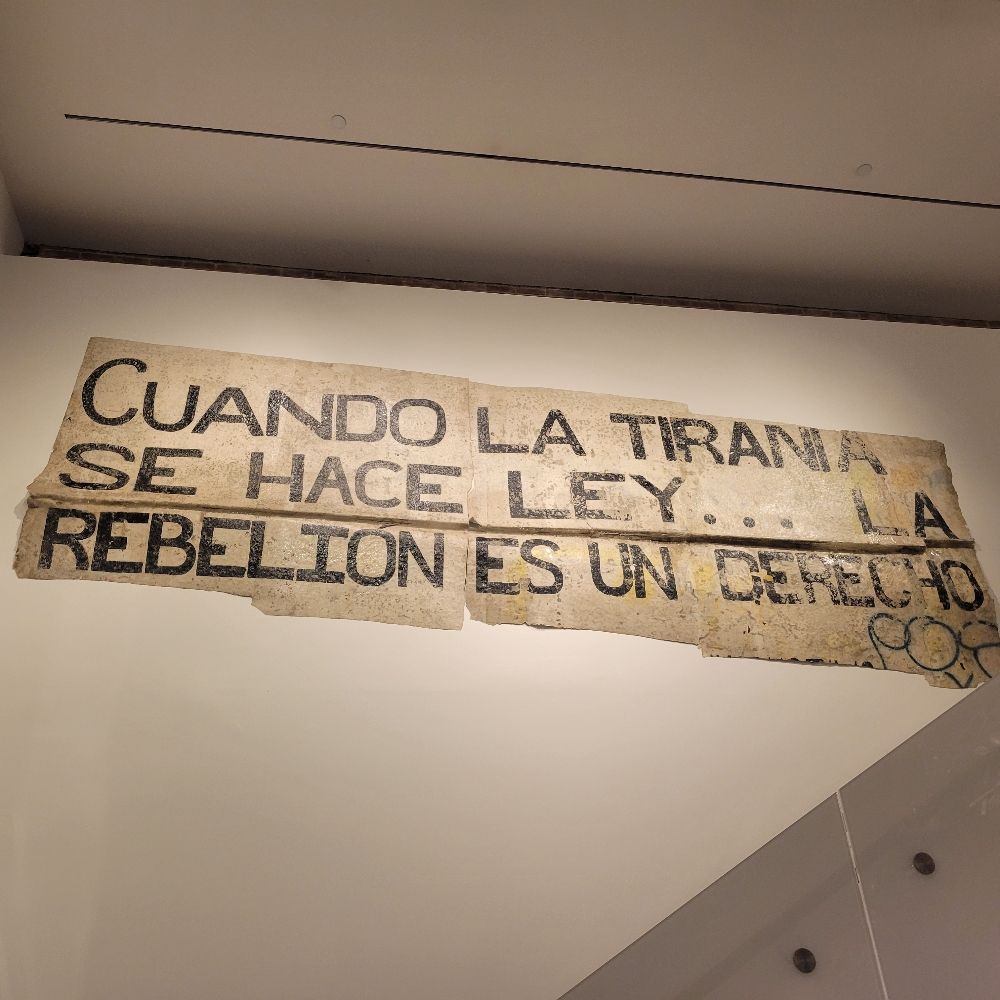 CUANDO LA TIRANIA
SE HACE LEY... LA
REBELION ES UN DERECHO